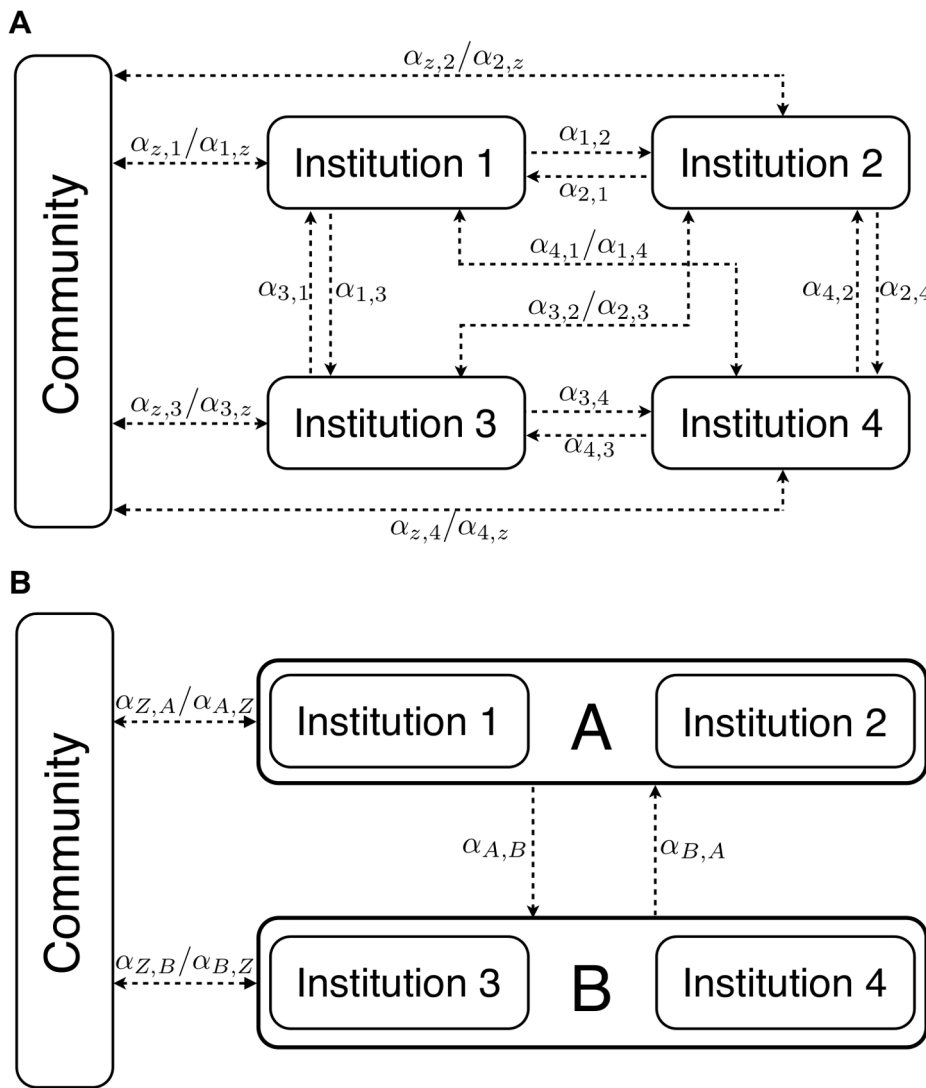 A
Community
α_{z,2}/α_{2,z}
α_{z,1}/α_{1,z}
Institution 1
α_{1,2}
α_{2,1}
Institution 2
α_{4,1}/α_{1,4}
α_{3,1}
α_{1,3}
α_{3,2}/α_{2,3}
α_{4,2}
α_{2,4}
α_{z,3}/α_{3,z}
Institution 3
α_{3,4}
α_{4,3}
Institution 4
α_{z,4}/α_{4,z}
B
Community
α_{Z,A}/α_{A,Z}
Institution 1
A
Institution 2
α_{A,B}
α_{B,A}
α_{Z,B}/α_{B,Z}
Institution 3
B
Institution 4